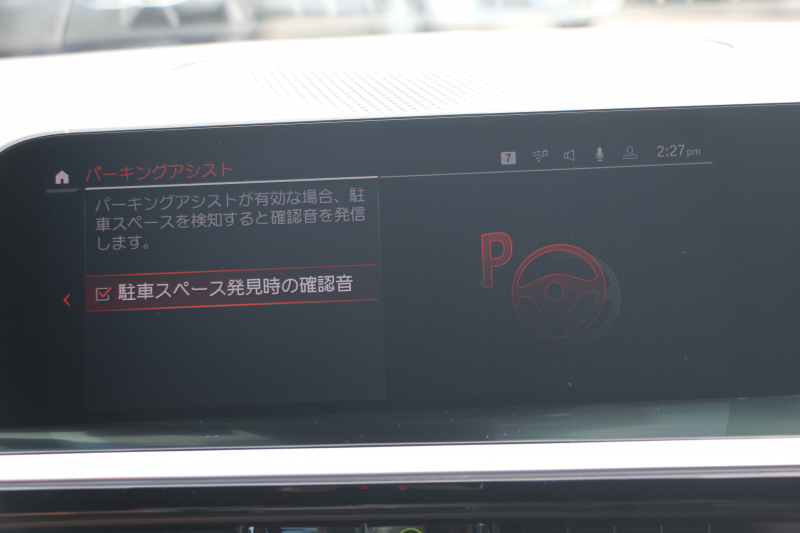 パーキングアシスト
7
2:27pm
パーキングアシストが有効な場合、駐
車スペースを検知すると確認音を発信
します。
P
駐車スペース発見時の確認音